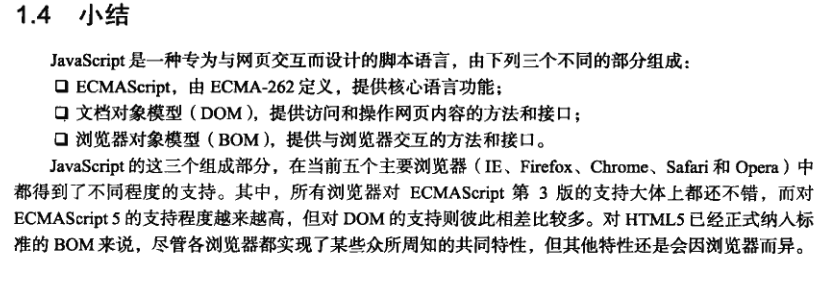 1.4 小结
JavaScript 是一种专为与网页交互而设计的脚本语言，由下列三个不同的部分组成：
❑ ECMAScript，由 ECMA-262 定义，提供核心语言功能；
❑ 文档对象模型（DOM），提供访问和操作网页内容的方法和接口；
❑ 浏览器对象模型（BOM），提供与浏览器交互的方法和接口。
JavaScript 的这三个组成部分，在当前五个主要浏览器（IE、Firefox、Chrome、Safari 和 Opera）中
都得到了不同程度的支持。其中，所有浏览器对 ECMAScript 第 3 版的支持大体上都还不错，而对
ECMAScript 5 的支持程度越来越高，但对 DOM 的支持则彼此相差比较多。对 HTML5 已经正式纳入标
准的 BOM 来说，尽管各浏览器都实现了某些众所周知的共同特性，但其他特性还是会因浏览器而异。